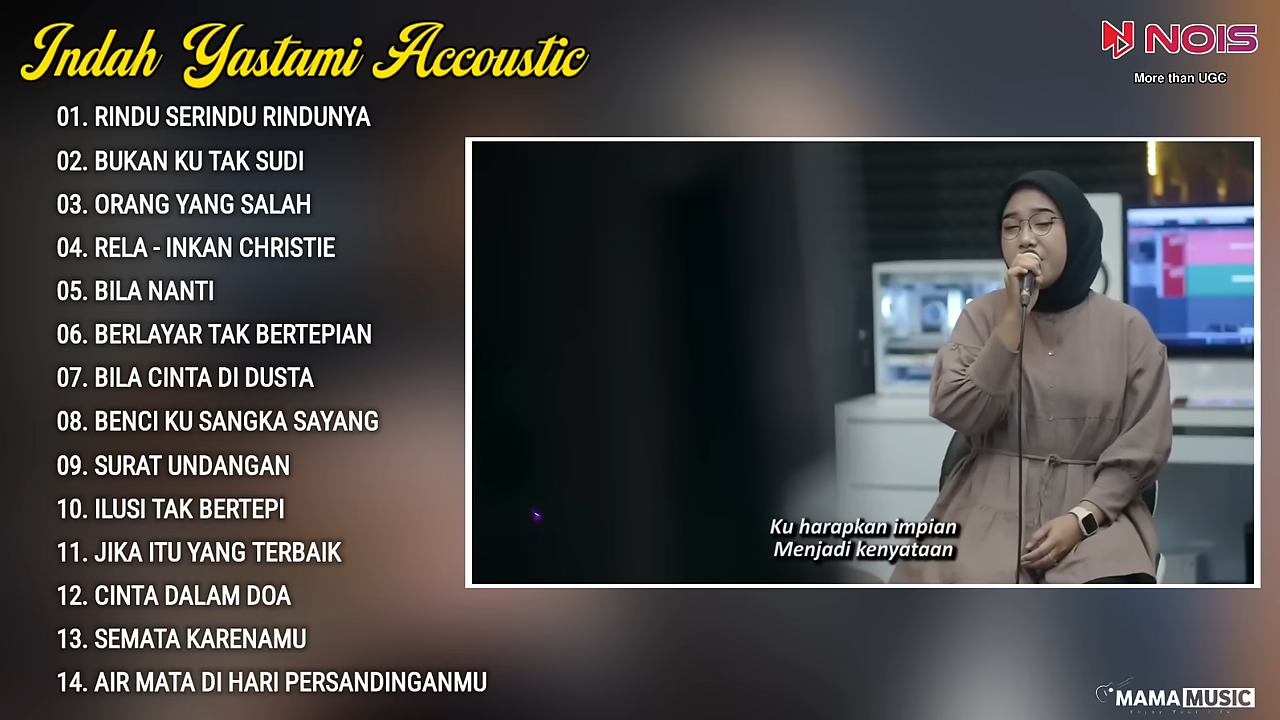 Indah Yastami Accoustic
NOIS
More than UGC
01. RINDU SERINDU RINDUNYA
02. BUKAN KU TAK SUDI
03. ORANG YANG SALAH
04. RELA - INKAN CHRISTIE
05. BILA NANTI
06. BERLAYAR TAK BERTEPIAN
07. BILA CINTA DI DUSTA
08. BENCI KU SANGKA SAYANG
09. SURAT UNDANGAN
10. ILUSI TAK BERTEPI
11. JIKA ITU YANG TERBAIK
12. CINTA DALAM DOA
13. SEMATA KARENAMU
14. AIR MATA DI HARI PERSANDINGANMU
Ku harapkan impian
Menjadi kenyataan
MAMA MUSIC